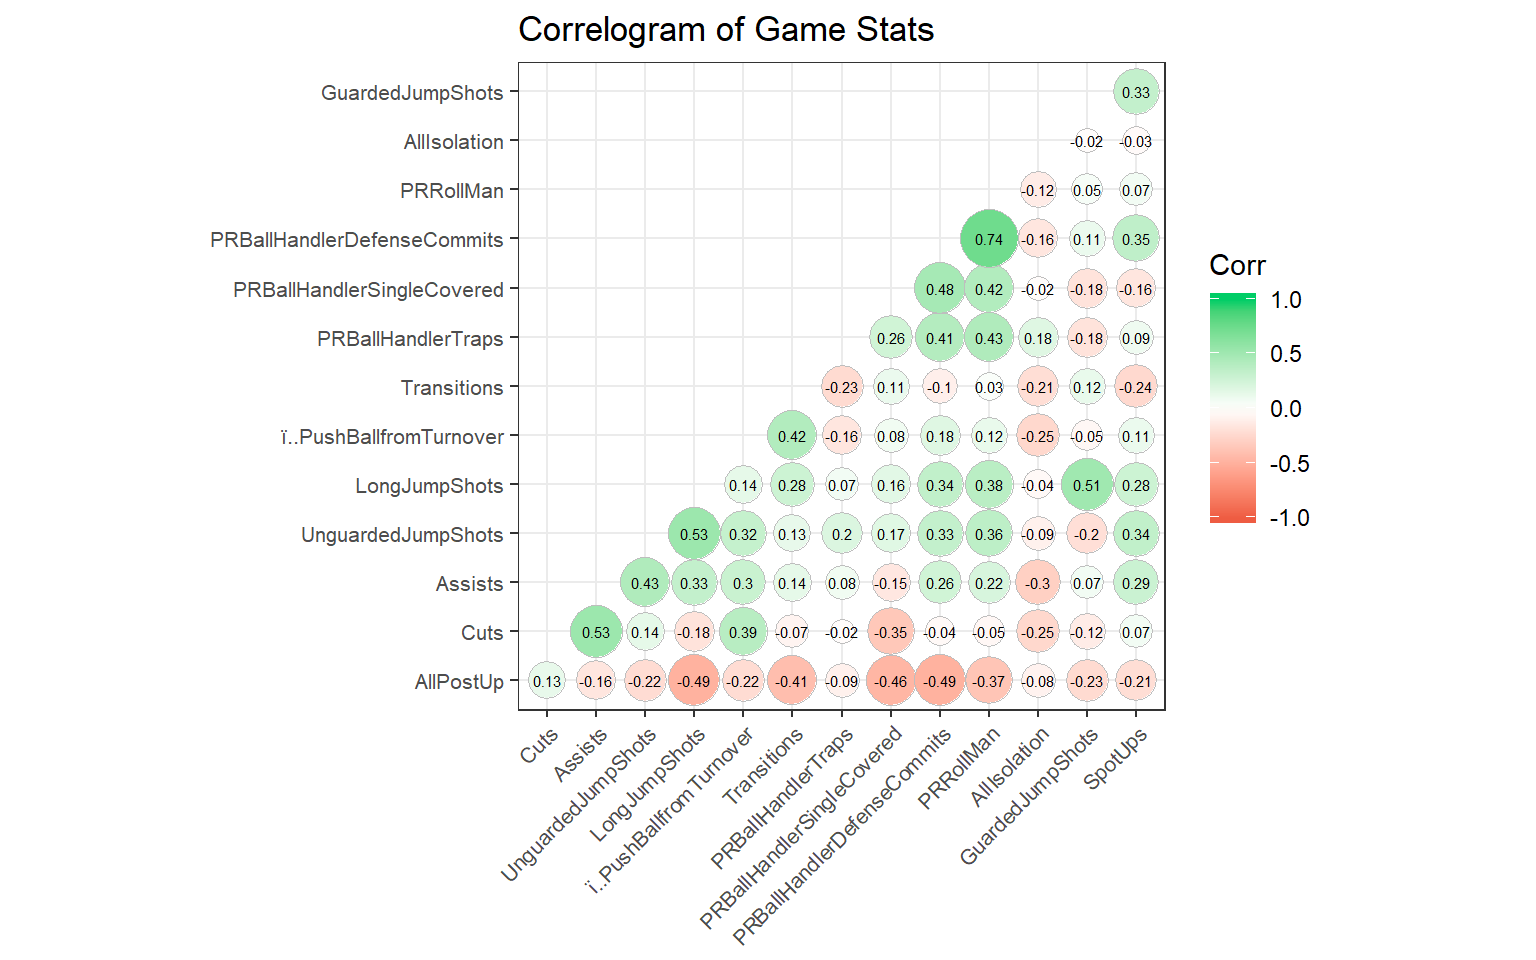 Correlogram of Game Stats
GuardedJumpShots 0.33
AllIsolation -0.02 -0.03
PRRollMan -0.12 0.05 0.07
PRBallHandlerDefenseCommits 0.74 -0.16 0.11 0.35
PRBallHandlerSingleCovered 0.48 0.42 -0.02 -0.18 -0.16
PRBallHandlerTraps 0.26 0.41 0.43 0.18 -0.18 0.09
Transitions -0.23 0.11 -0.1 0.03 -0.21 0.12 -0.24
ï..PushBallfromTurnover 0.42 -0.16 0.08 0.18 0.12 -0.25 -0.05 0.11
LongJumpShots 0.14 0.28 0.07 0.16 0.34 0.38 -0.04 0.51 0.28
UnguardedJumpShots 0.53 0.32 0.13 0.2 0.17 0.33 0.36 -0.09 -0.2 0.34
Assists 0.43 0.33 0.3 0.14 0.08 -0.15 0.26 0.22 -0.3 0.07 0.29
Cuts 0.53 0.14 -0.18 0.39 -0.07 -0.02 -0.35 -0.04 -0.05 -0.25 -0.12 0.07
AllPostUp 0.13 -0.16 -0.22 -0.49 -0.22 -0.41 -0.09 -0.46 -0.49 -0.37 -0.08 -0.23 -0.21
Cuts
Assists
UnguardedJumpShots
LongJumpShots
ï..PushBallfromTurnover
Transitions
PRBallHandlerTraps
PRBallHandlerSingleCovered
PRBallHandlerDefenseCommits
PRRollMan
AllIsolation
GuardedJumpShots
SpotUps
Corr
1.0
0.5
0.0
-0.5
-1.0